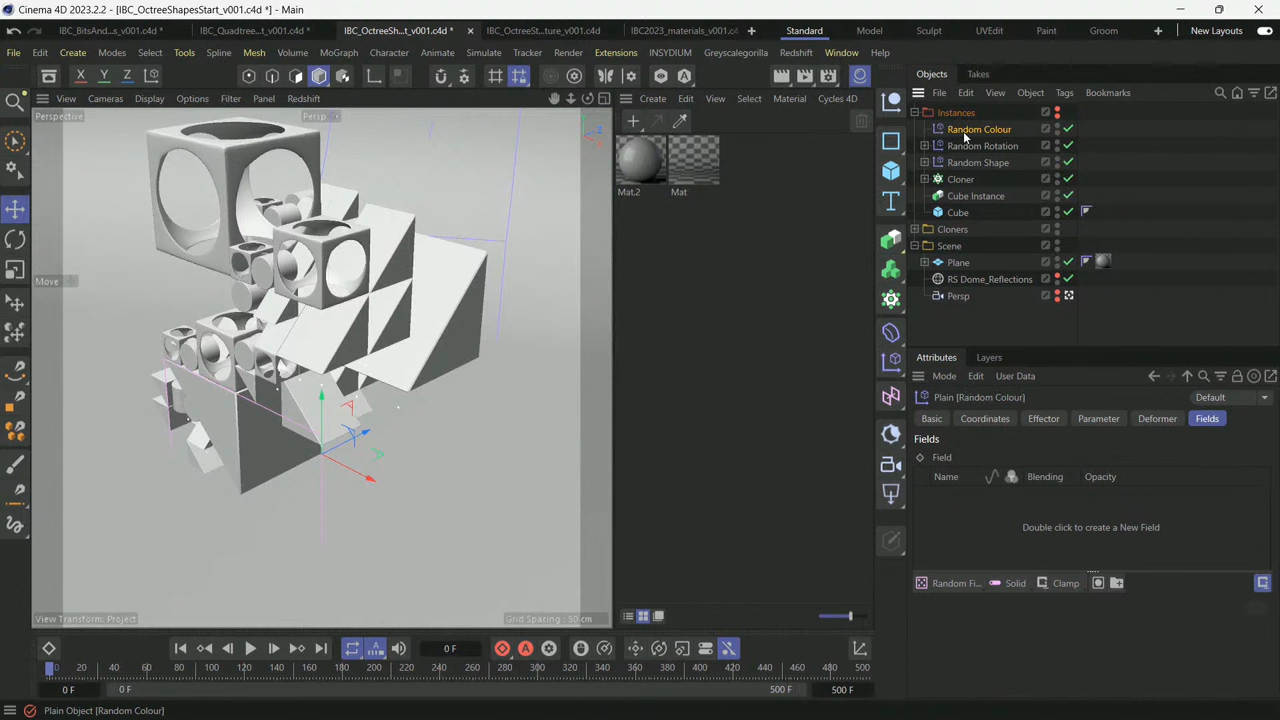 Cinema 4D 2023.2.2 - [IBC_OctreeShapesStart_v001.c4d *] - Main
IBC_BitsAnd...s_v001.c4d *
IBC_Quadtree...t_v001.c4d *
IBC_OctreeSh...t_v001.c4d *
IBC_OctreeSt...ture_v001.c4d
IBC2023_materials_v001.c4
Standard
Model
Sculpt
UVEdit
Paint
Groom
New Layouts
File
Edit
Create
Modes
Select
Tools
Spline
Mesh
Volume
MoGraph
Character
Animate
Simulate
Tracker
Render
Extensions
INSYDIUM
Greyscalegorilla
Redshift
Window
Help
X
Y
Z
Objects
Takes
View
Cameras
Display
Options
Filter
Panel
Redshift
Create
Edit
View
Select
Material
Cycles 4D
File
Edit
View
Object
Tags
Bookmarks
Perspective
Persp
Instances
Random Colour
Random Rotation
Random Shape
Cloner
Cube Instance
Cube
Cloners
Scene
Plane
RS Dome_Reflections
Persp
Mat.2
Mat
Move
Attributes
Layers
Mode
Edit
User Data
Plain [Random Colour]
Default
Basic
Coordinates
Effector
Parameter
Deformer
Fields
Fields
Field
Name
Blending
Opacity
Double click to create a New Field
Random Fi...
Solid
Clamp
View Transform: Project
Grid Spacing : 50 cm
0 F
0
20
40
60
80
100
120
140
160
180
200
220
240
260
280
300
320
340
360
380
400
420
440
460
480
500
0 F
0 F
500 F
500 F
Plain Object [Random Colour]